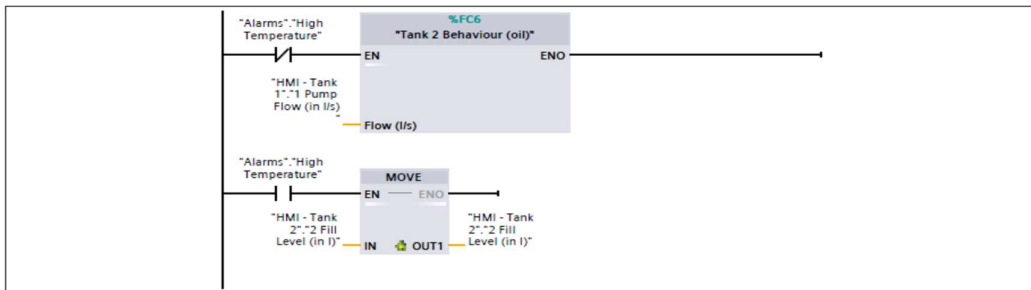 "Alarms"."High
Temperature"
%FC6
"Tank 2 Behaviour (oil)"
EN
ENO
"HMI - Tank
1"."1 Pump
Flow (in l/s)
"
Flow (l/s)
"Alarms"."High
Temperature"
MOVE
EN
ENO
"HMI - Tank
2"."2 Fill
Level (in l)"
IN
OUT1
"HMI - Tank
2"."2 Fill
Level (in l)"